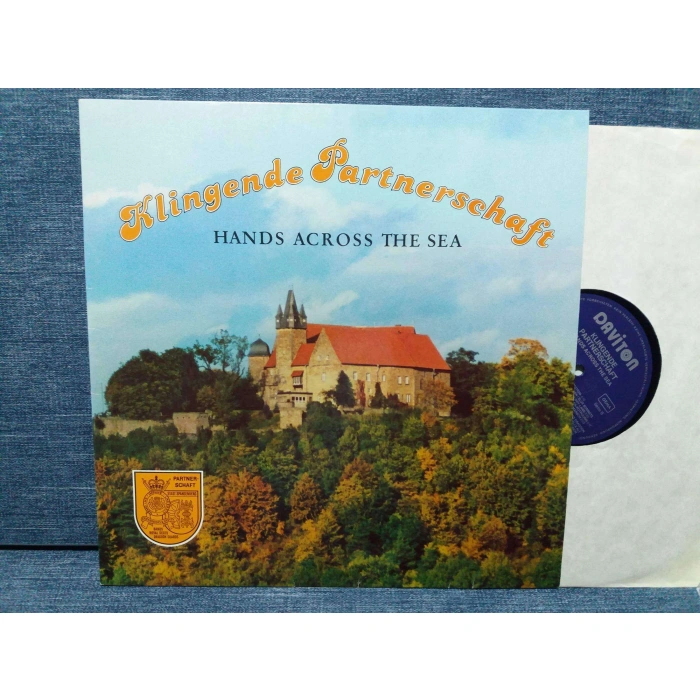 Klingende Partnerschaft
HANDS ACROSS THE SEA
PARTNER
SCHAFT
DAViTON
KLINGENDE
PARTNERSCHAFT
HANDS ACROSS THE SEA